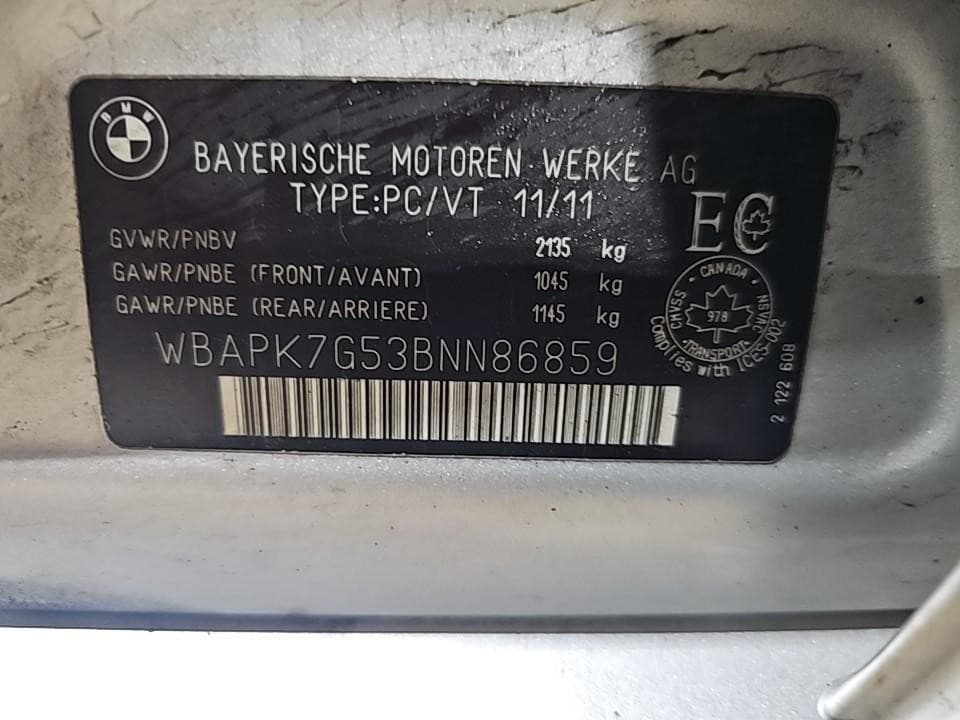 BMW
BAYERISCHE MOTOREN WERKE AG
TYPE:PC/VT 11/11
EC
GVWR/PNBV 2135 kg
GAWR/PNBE (FRONT/AVANT) 1045 kg
GAWR/PNBE (REAR/ARRIERE) 1145 kg
WBAPK7G53BNN86859
CANADA
CMVSS
NSVAC
978
TRANSPORT
Complies with ICES-002
2 122 608